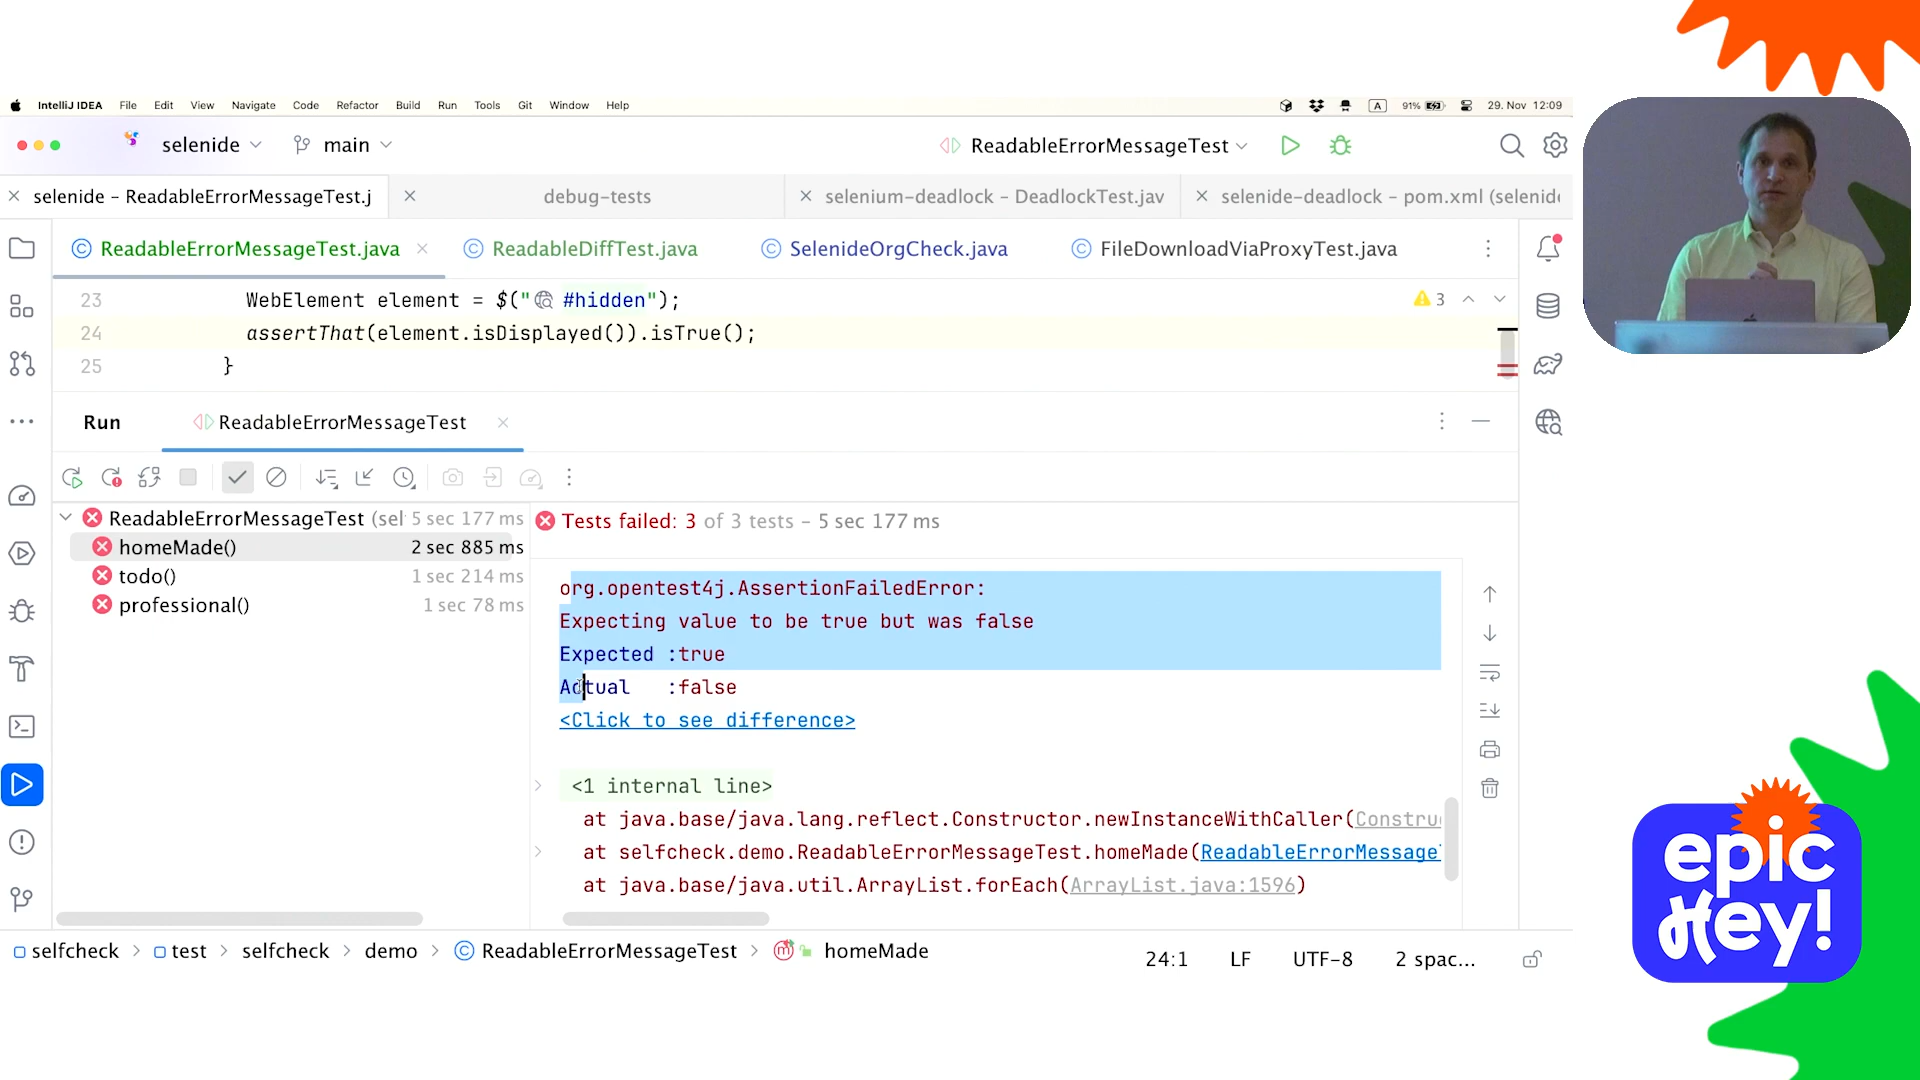 IntelliJ IDEA File Edit View Navigate Code Refactor Build Run Tools Git Window Help A 91% 29. Nov 12:09
selenide main ReadableErrorMessageTest
selenide – ReadableErrorMessageTest.j debug-tests selenium-deadlock – DeadlockTest.jav selenide-deadlock – pom.xml (selenide
ReadableErrorMessageTest.java ReadableDiffTest.java SelenideOrgCheck.java FileDownloadViaProxyTest.java
23 WebElement element = $("#hidden"); 3
24 assertThat(element.isDisplayed()).isTrue();
25 }
Run ReadableErrorMessageTest
ReadableErrorMessageTest (sel 5 sec 177 ms
homeMade() 2 sec 885 ms
todo() 1 sec 214 ms
professional() 1 sec 78 ms
Tests failed: 3 of 3 tests – 5 sec 177 ms
org.opentest4j.AssertionFailedError:
Expecting value to be true but was false
Expected :true
Actual :false
<Click to see difference>
<1 internal line>
at java.base/java.lang.reflect.Constructor.newInstanceWithCaller(Constru
at selfcheck.demo.ReadableErrorMessageTest.homeMade(ReadableErrorMessage
at java.base/java.util.ArrayList.forEach(ArrayList.java:1596)
selfcheck > test > selfcheck > demo > ReadableErrorMessageTest > homeMade 24:1 LF UTF-8 2 spac...
epic
Hey!